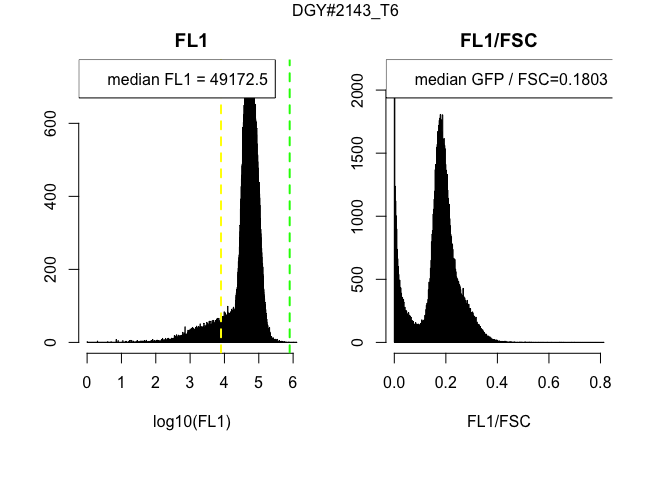 DGY#2143_T6
FL1
median FL1 = 49172.5
0 200 400 600
0 1 2 3 4 5 6
log10(FL1)
FL1/FSC
median GFP / FSC=0.1803
0 500 1000 1500 2000
0.0 0.2 0.4 0.6 0.8
FL1/FSC